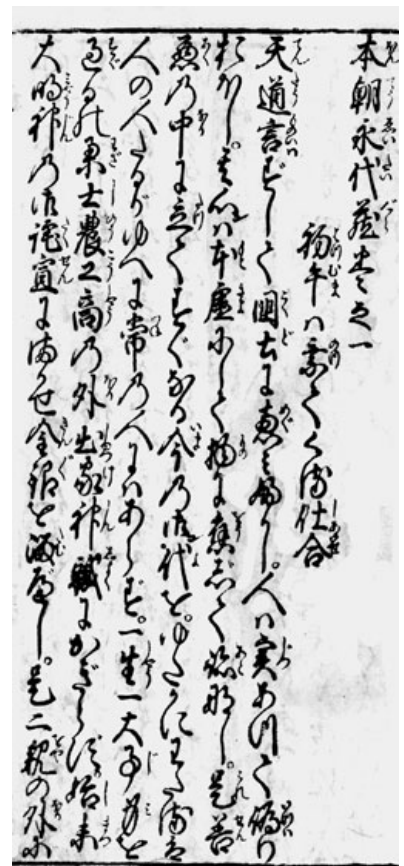 本朝永代蔵巻之一
初午は乗てくる仕合
天道言ずして国土に恵み深し。人は実あつて偽り
おほし。其心は本虚にして物に應じて跡なし。是善
悪の中に立てすぐなる今の御代をゆたかにわたるは
人の人たるがゆへに常の人にはあらず。一生一大事身を
過るの業士農工商の外出家神職にかぎらず始末
大明神の御詫宣にまかせ金銀を溜べし。是二親の外に